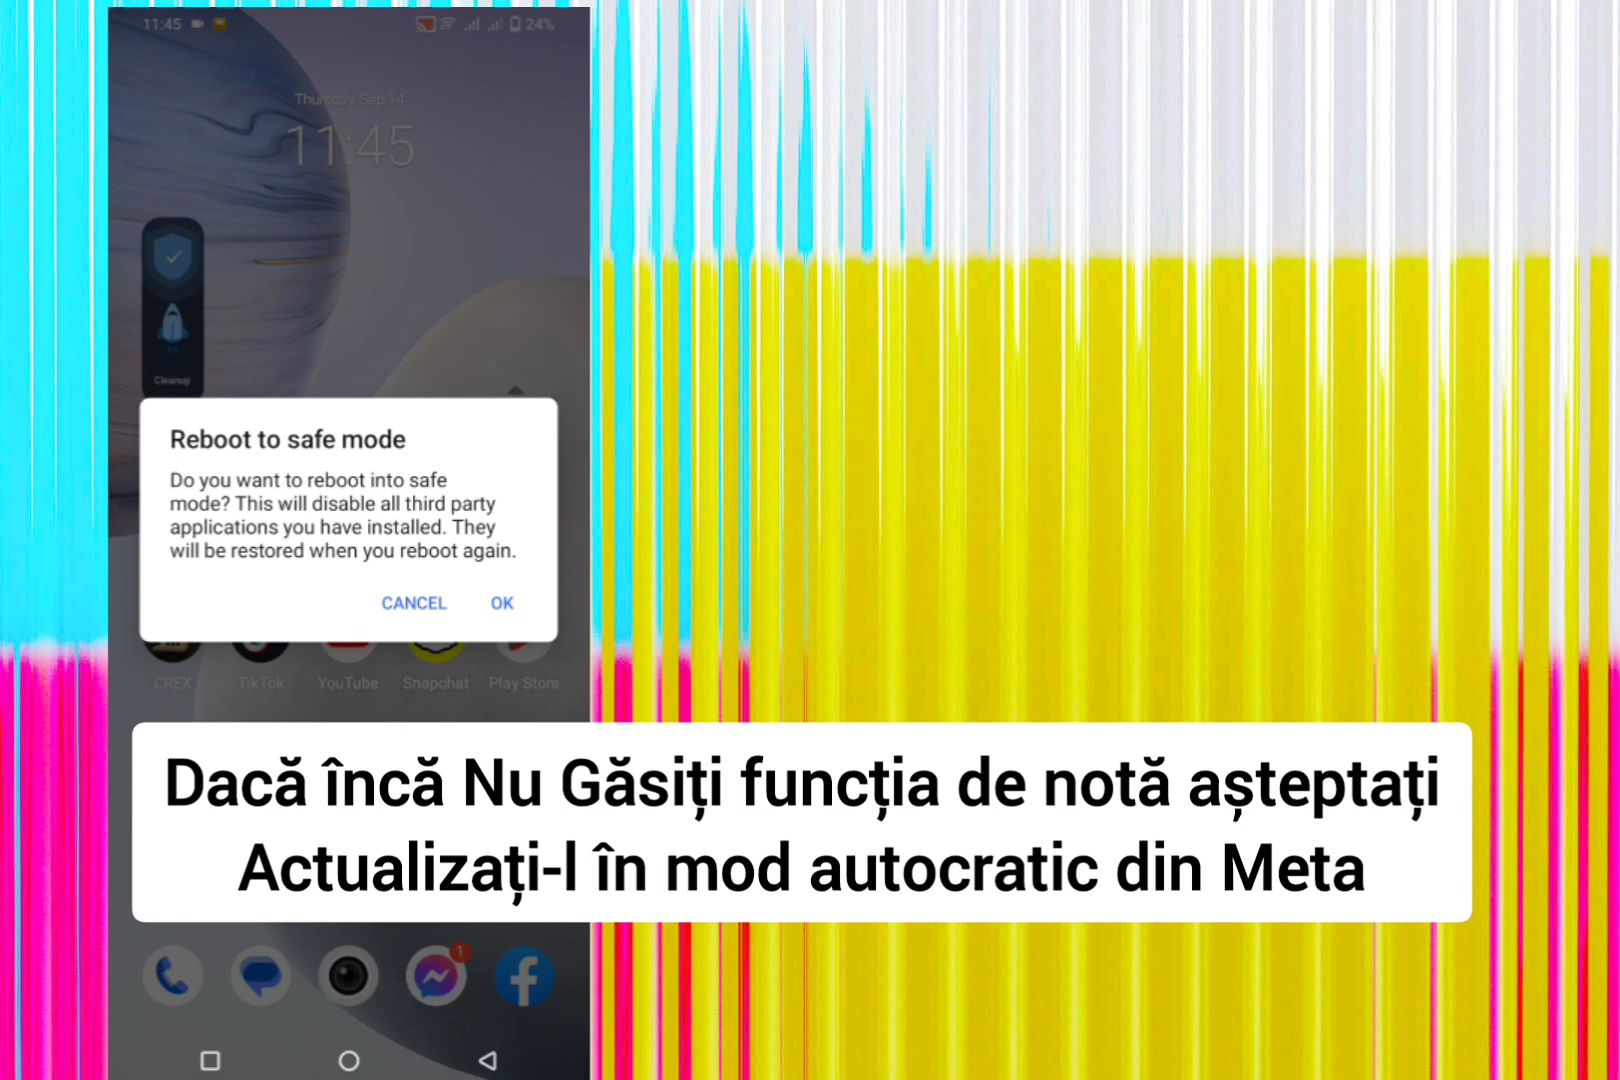 11:45
24%
Thursday, Sep 14
11:45
Cleanup
Reboot to safe mode
Do you want to reboot into safe
mode? This will disable all third party
applications you have installed. They
will be restored when you reboot again.
CANCEL OK
CREX TikTok YouTube Snapchat Play Store
Dacă încă Nu Găsiți funcția de notă așteptați
Actualizați-l în mod autocratic din Meta
1